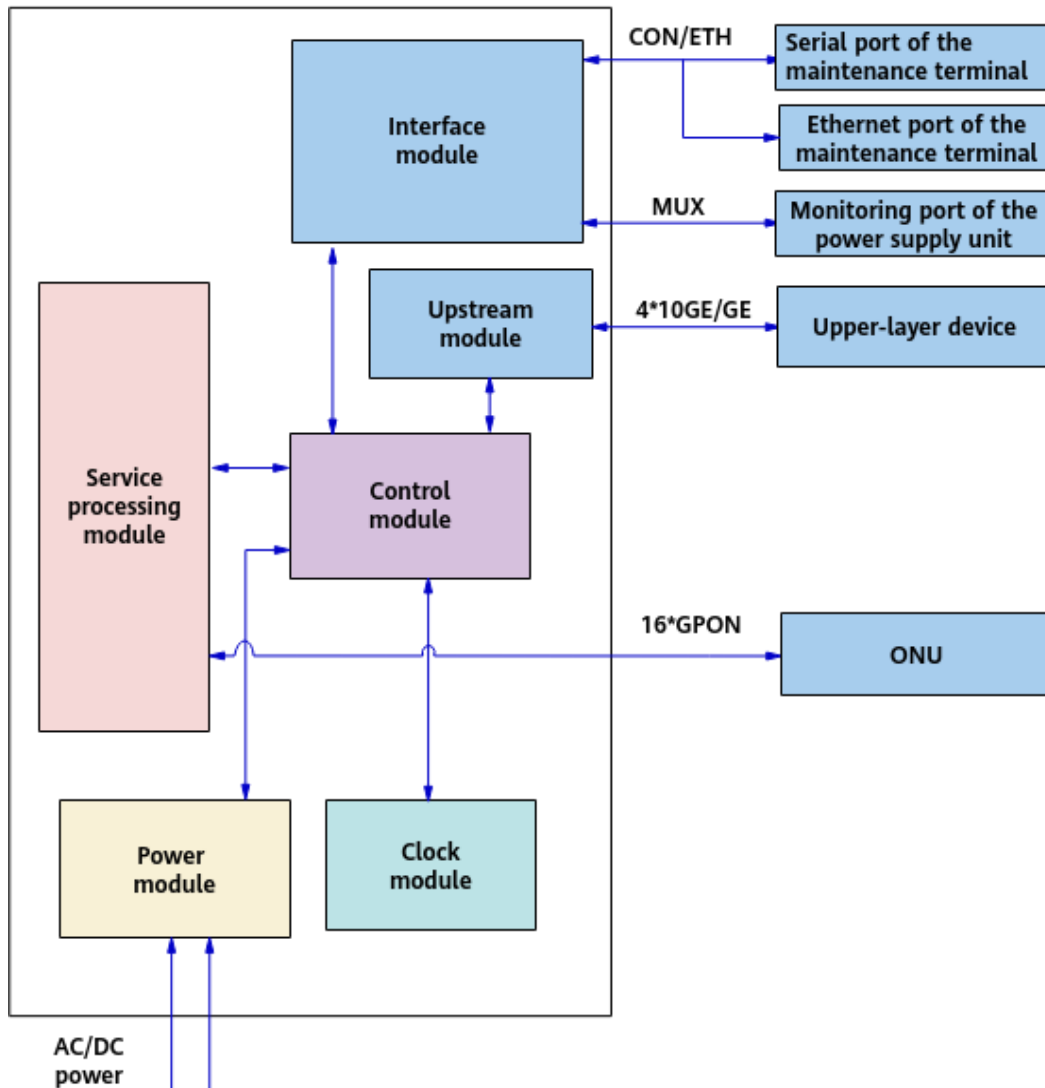 CON/ETH
Serial port of the
maintenance terminal
Interface
module
Ethernet port of the
maintenance terminal
MUX
Monitoring port of the
power supply unit
Upstream
module
4*10GE/GE
Upper-layer device
Service
processing
module
Control
module
16*GPON
ONU
Power
module
Clock
module
AC/DC
power